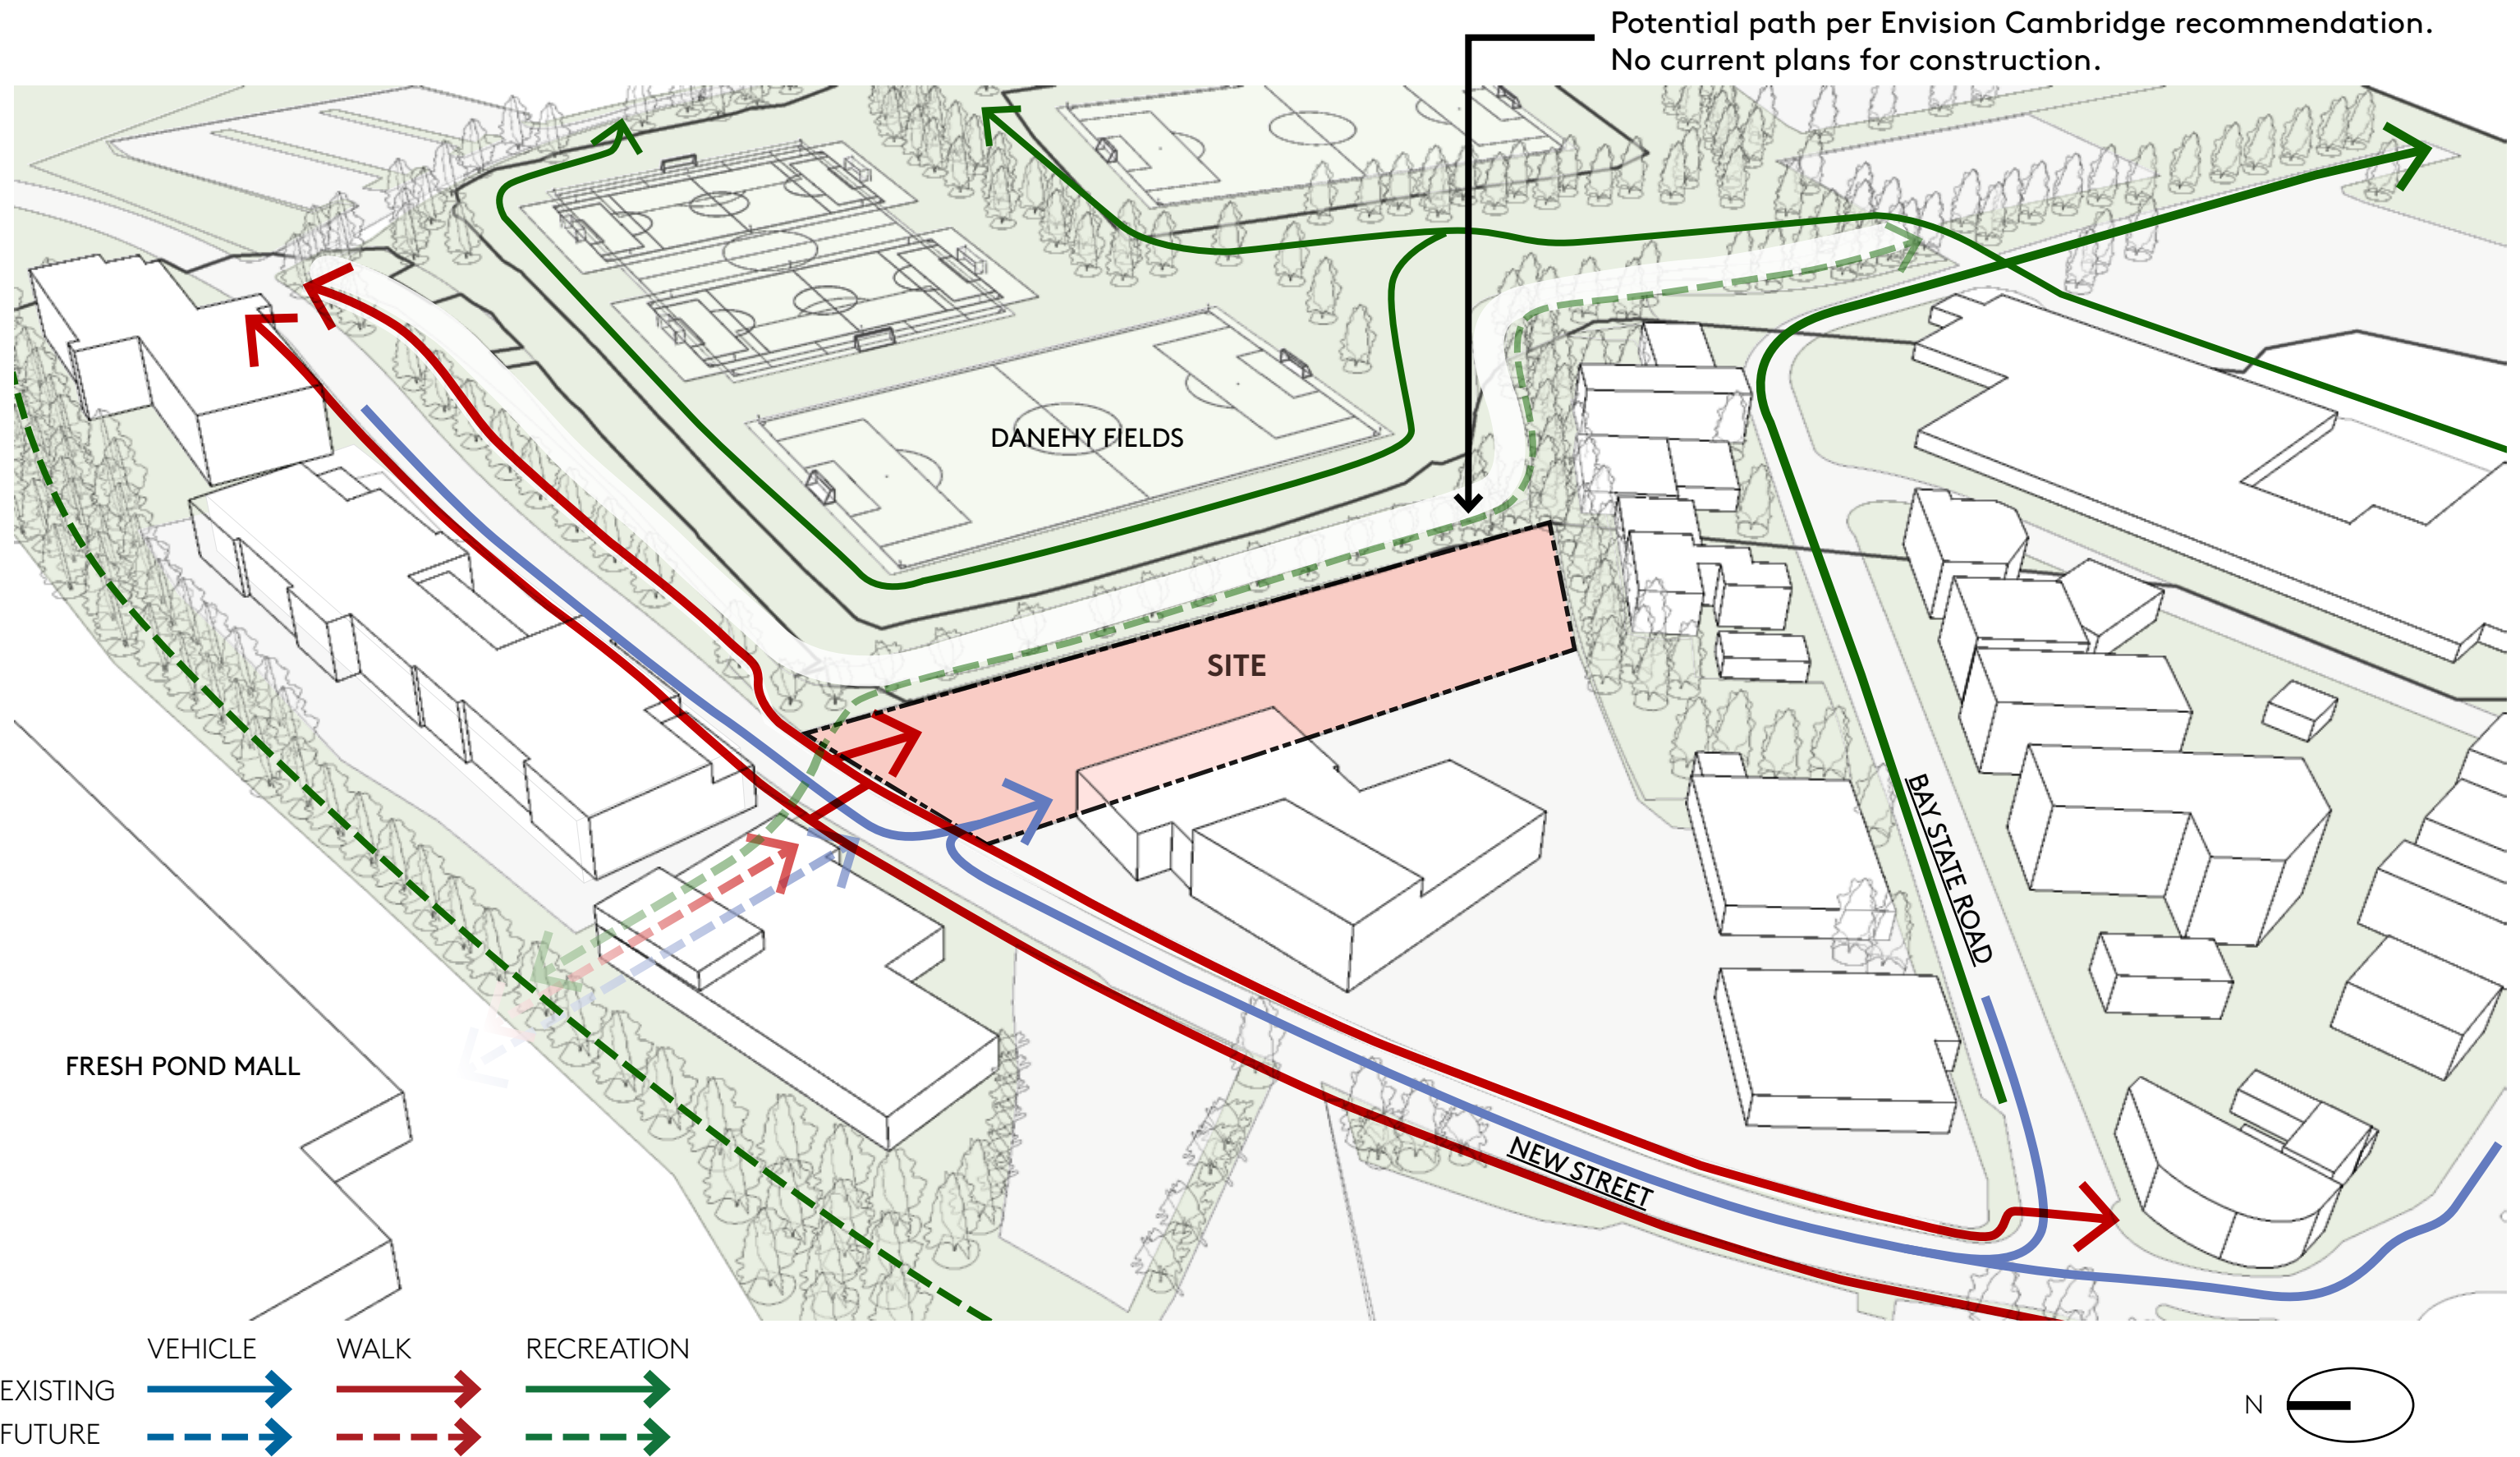 Potential path per Envision Cambridge recommendation.
No current plans for construction.
DANEHY FIELDS
SITE
BAY STATE ROAD
FRESH POND MALL
NEW STREET
VEHICLE WALK RECREATION
EXISTING
FUTURE
N